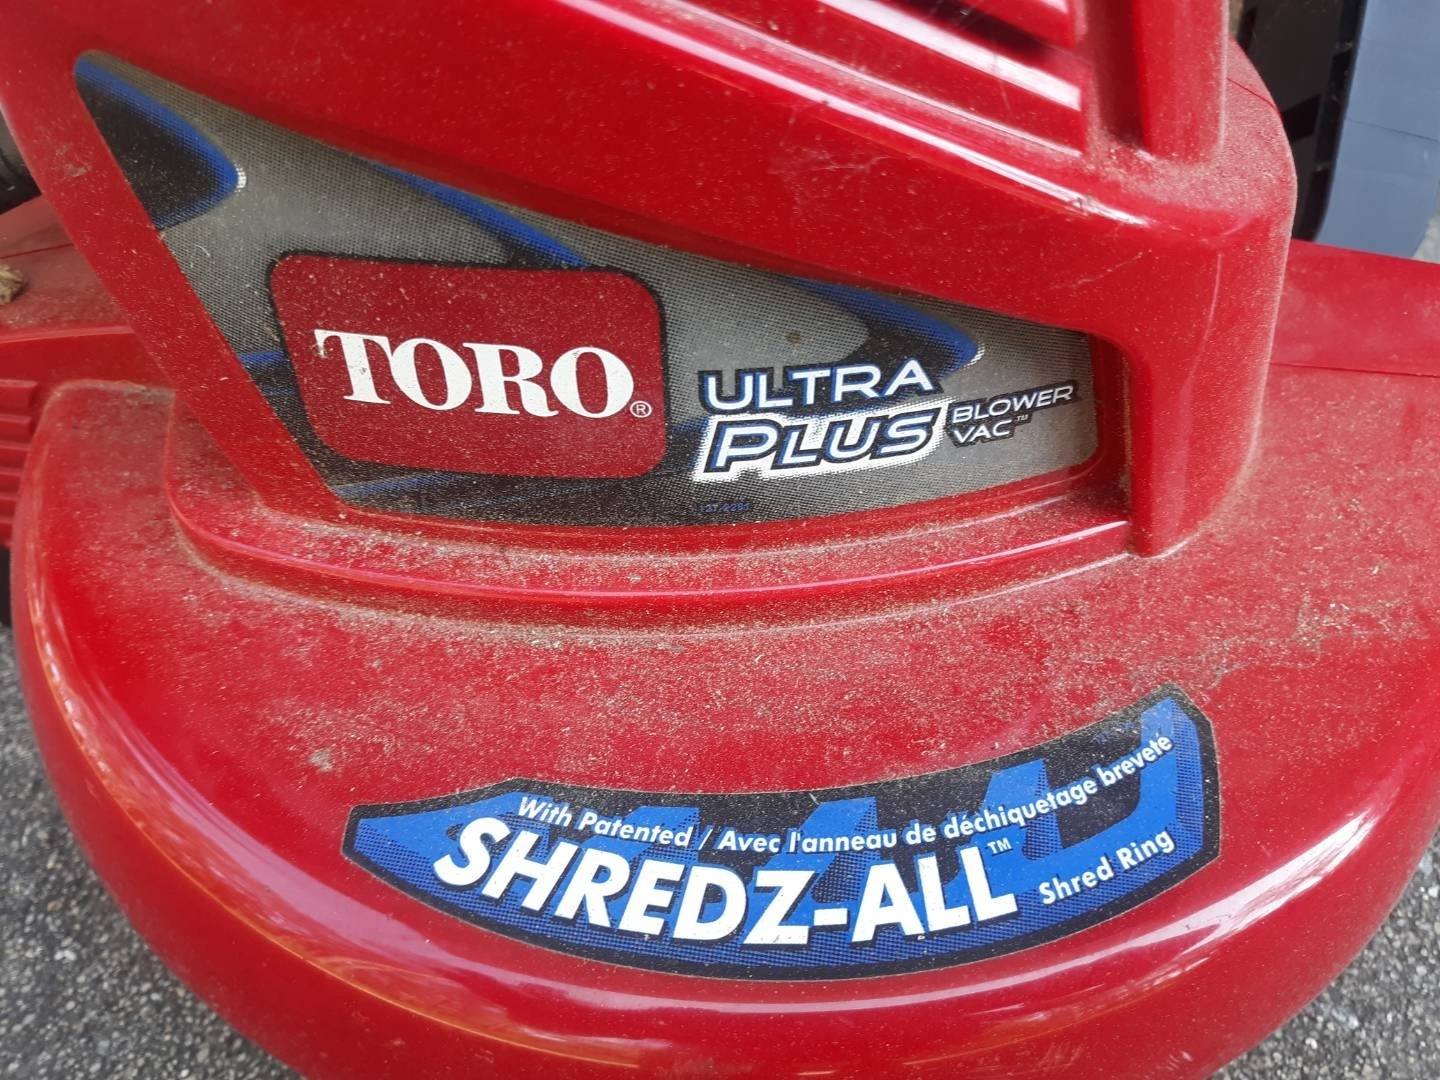 TORO®
ULTRA
PLUS
BLOWER
VAC™
With Patented / Avec l'anneau de déchiquetage breveté
SHREDZ-ALL™
Shred Ring